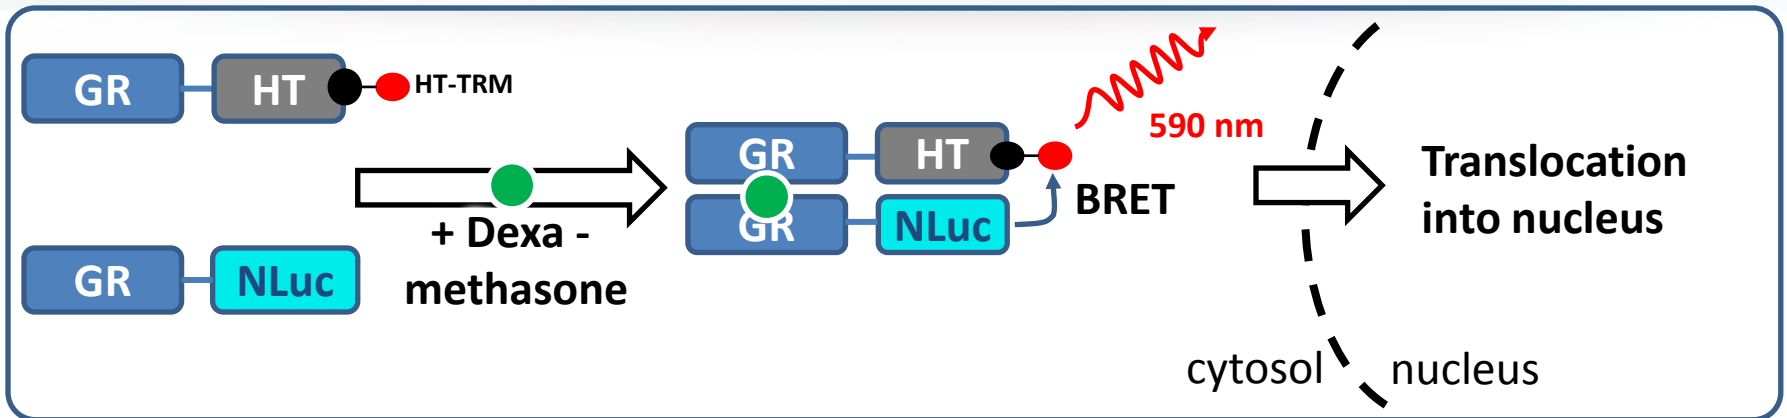 GR
HT
HT-TRM
GR
NLuc
+ Dexa -
methasone
GR
HT
GR
NLuc
BRET
590 nm
Translocation
into nucleus
cytosol
nucleus